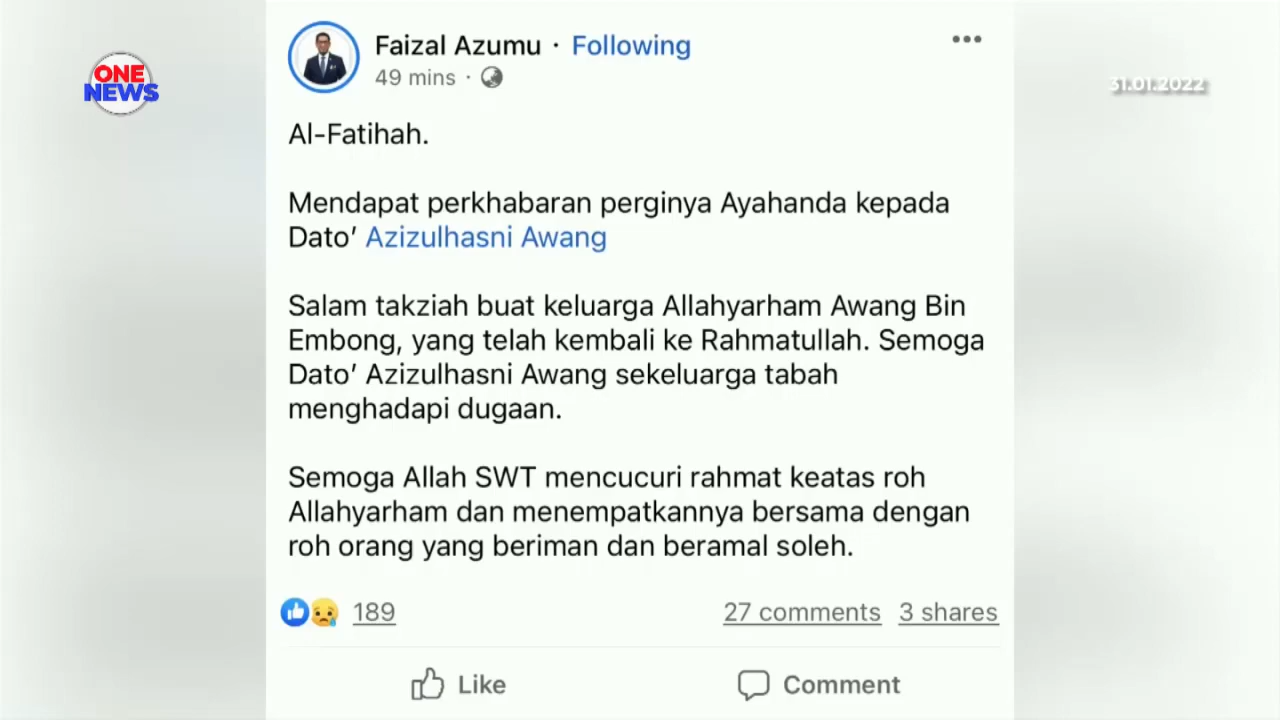 ONE
NEWS
31.01.2022
Faizal Azumu · Following
49 mins ·
Al-Fatihah.
Mendapat perkhabaran perginya Ayahanda kepada
Dato’ Azizulhasni Awang
Salam takziah buat keluarga Allahyarham Awang Bin
Embong, yang telah kembali ke Rahmatullah. Semoga
Dato’ Azizulhasni Awang sekeluarga tabah
menghadapi dugaan.
Semoga Allah SWT mencucuri rahmat keatas roh
Allahyarham dan menempatkannya bersama dengan
roh orang yang beriman dan beramal soleh.
189
27 comments 3 shares
Like
Comment